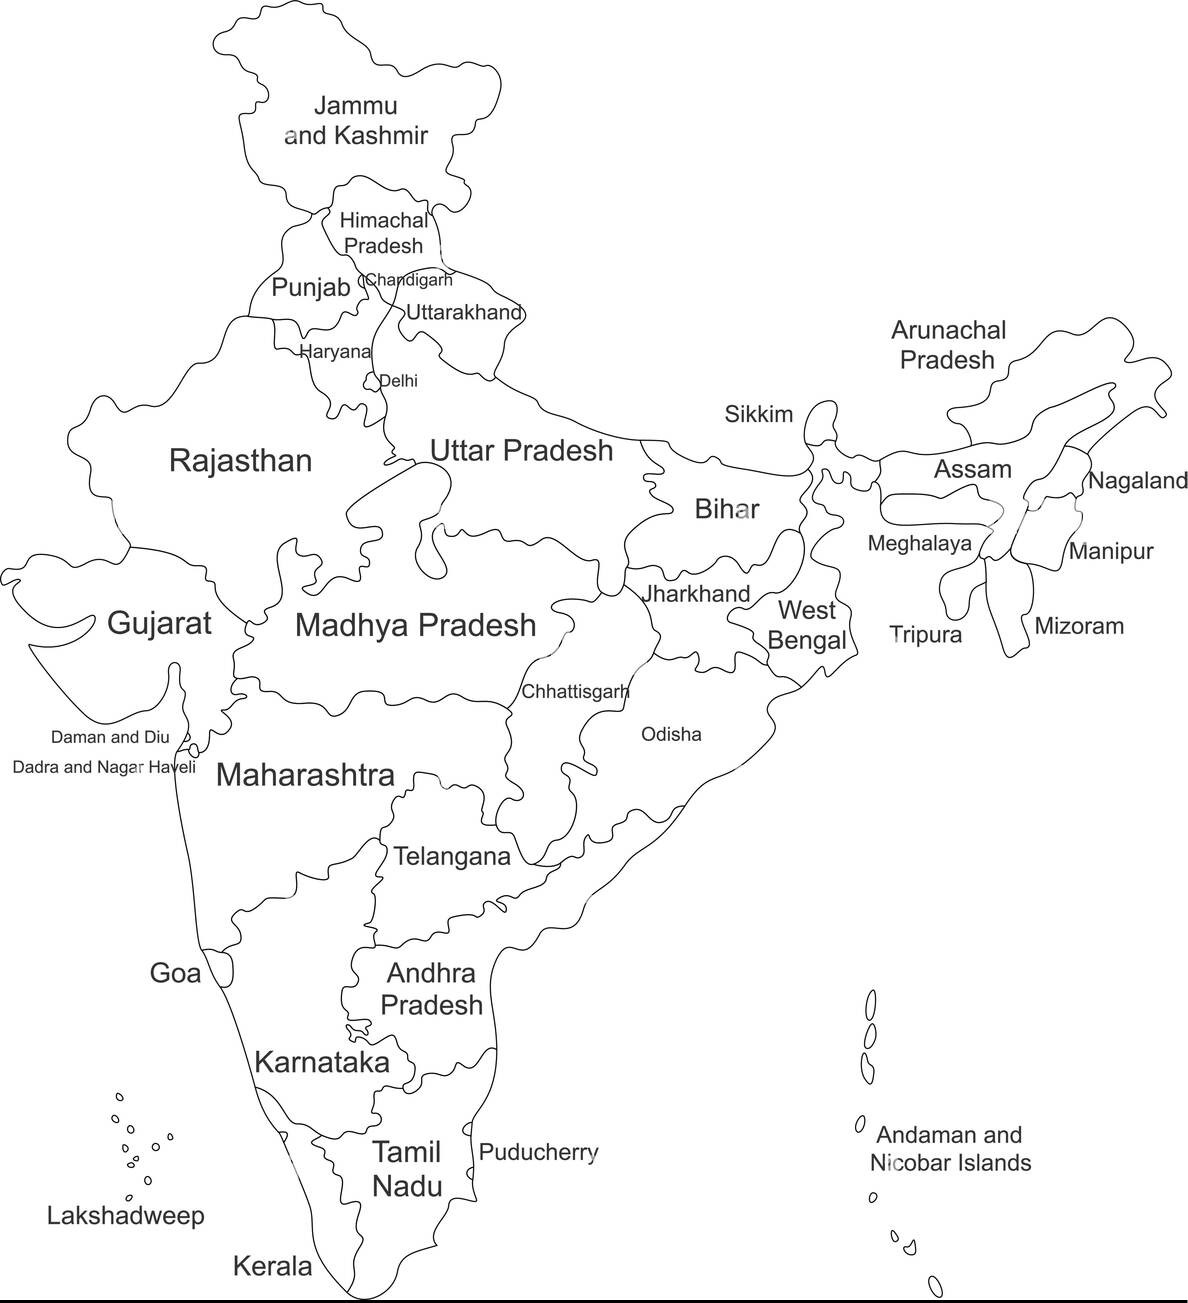 Jammu
and Kashmir
Himachal
Pradesh
Chandigarh
Punjab
Uttarakhand
Haryana
Delhi
Arunachal
Pradesh
Sikkim
Rajasthan
Uttar Pradesh
Assam
Nagaland
Bihar
Meghalaya
Manipur
Jharkhand
Gujarat
Madhya Pradesh
West
Bengal
Tripura
Mizoram
Chhattisgarh
Odisha
Daman and Diu
Dadra and Nagar Haveli
Maharashtra
Telangana
Goa
Andhra
Pradesh
Karnataka
Andaman and
Nicobar Islands
Tamil
Nadu
Puducherry
Lakshadweep
Kerala